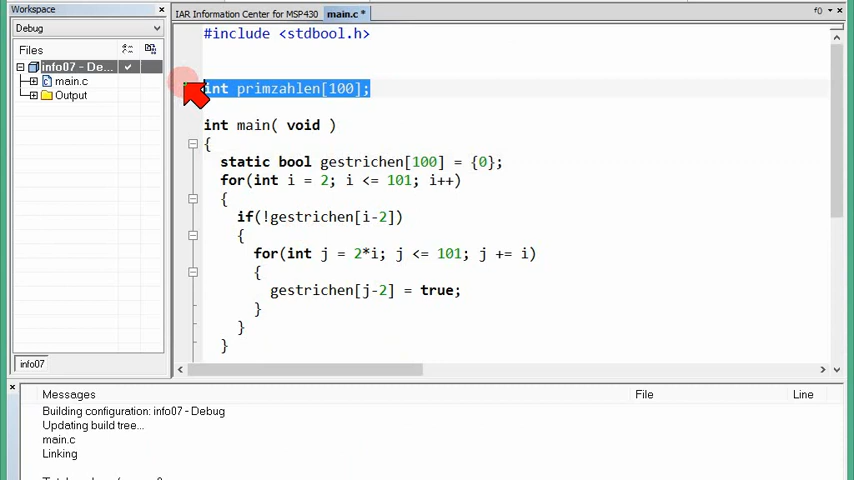 Workspace
Debug
Files
info07 - De...
main.c
Output
info07
IAR Information Center for MSP430
main.c *
f0
#include <stdbool.h>
int primzahlen[100];
int main( void )
{
static bool gestrichen[100] = {0};
for(int i = 2; i <= 101; i++)
{
if(!gestrichen[i-2])
{
for(int j = 2*i; j <= 101; j += i)
{
gestrichen[j-2] = true;
}
}
}
Messages File Line
Building configuration: info07 - Debug
Updating build tree...
main.c
Linking